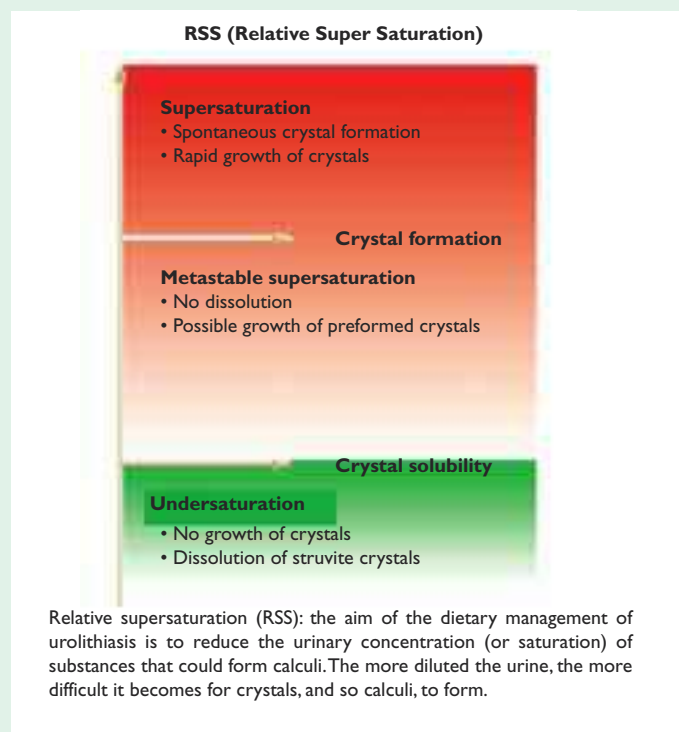 RSS (Relative Super Saturation)
Supersaturation
• Spontaneous crystal formation
• Rapid growth of crystals
Crystal formation
Metastable supersaturation
• No dissolution
• Possible growth of preformed crystals
Crystal solubility
Undersaturation
• No growth of crystals
• Dissolution of struvite crystals
Relative supersaturation (RSS): the aim of the dietary management of
urolithiasis is to reduce the urinary concentration (or saturation) of
substances that could form calculi. The more diluted the urine, the more
difficult it becomes for crystals, and so calculi, to form.